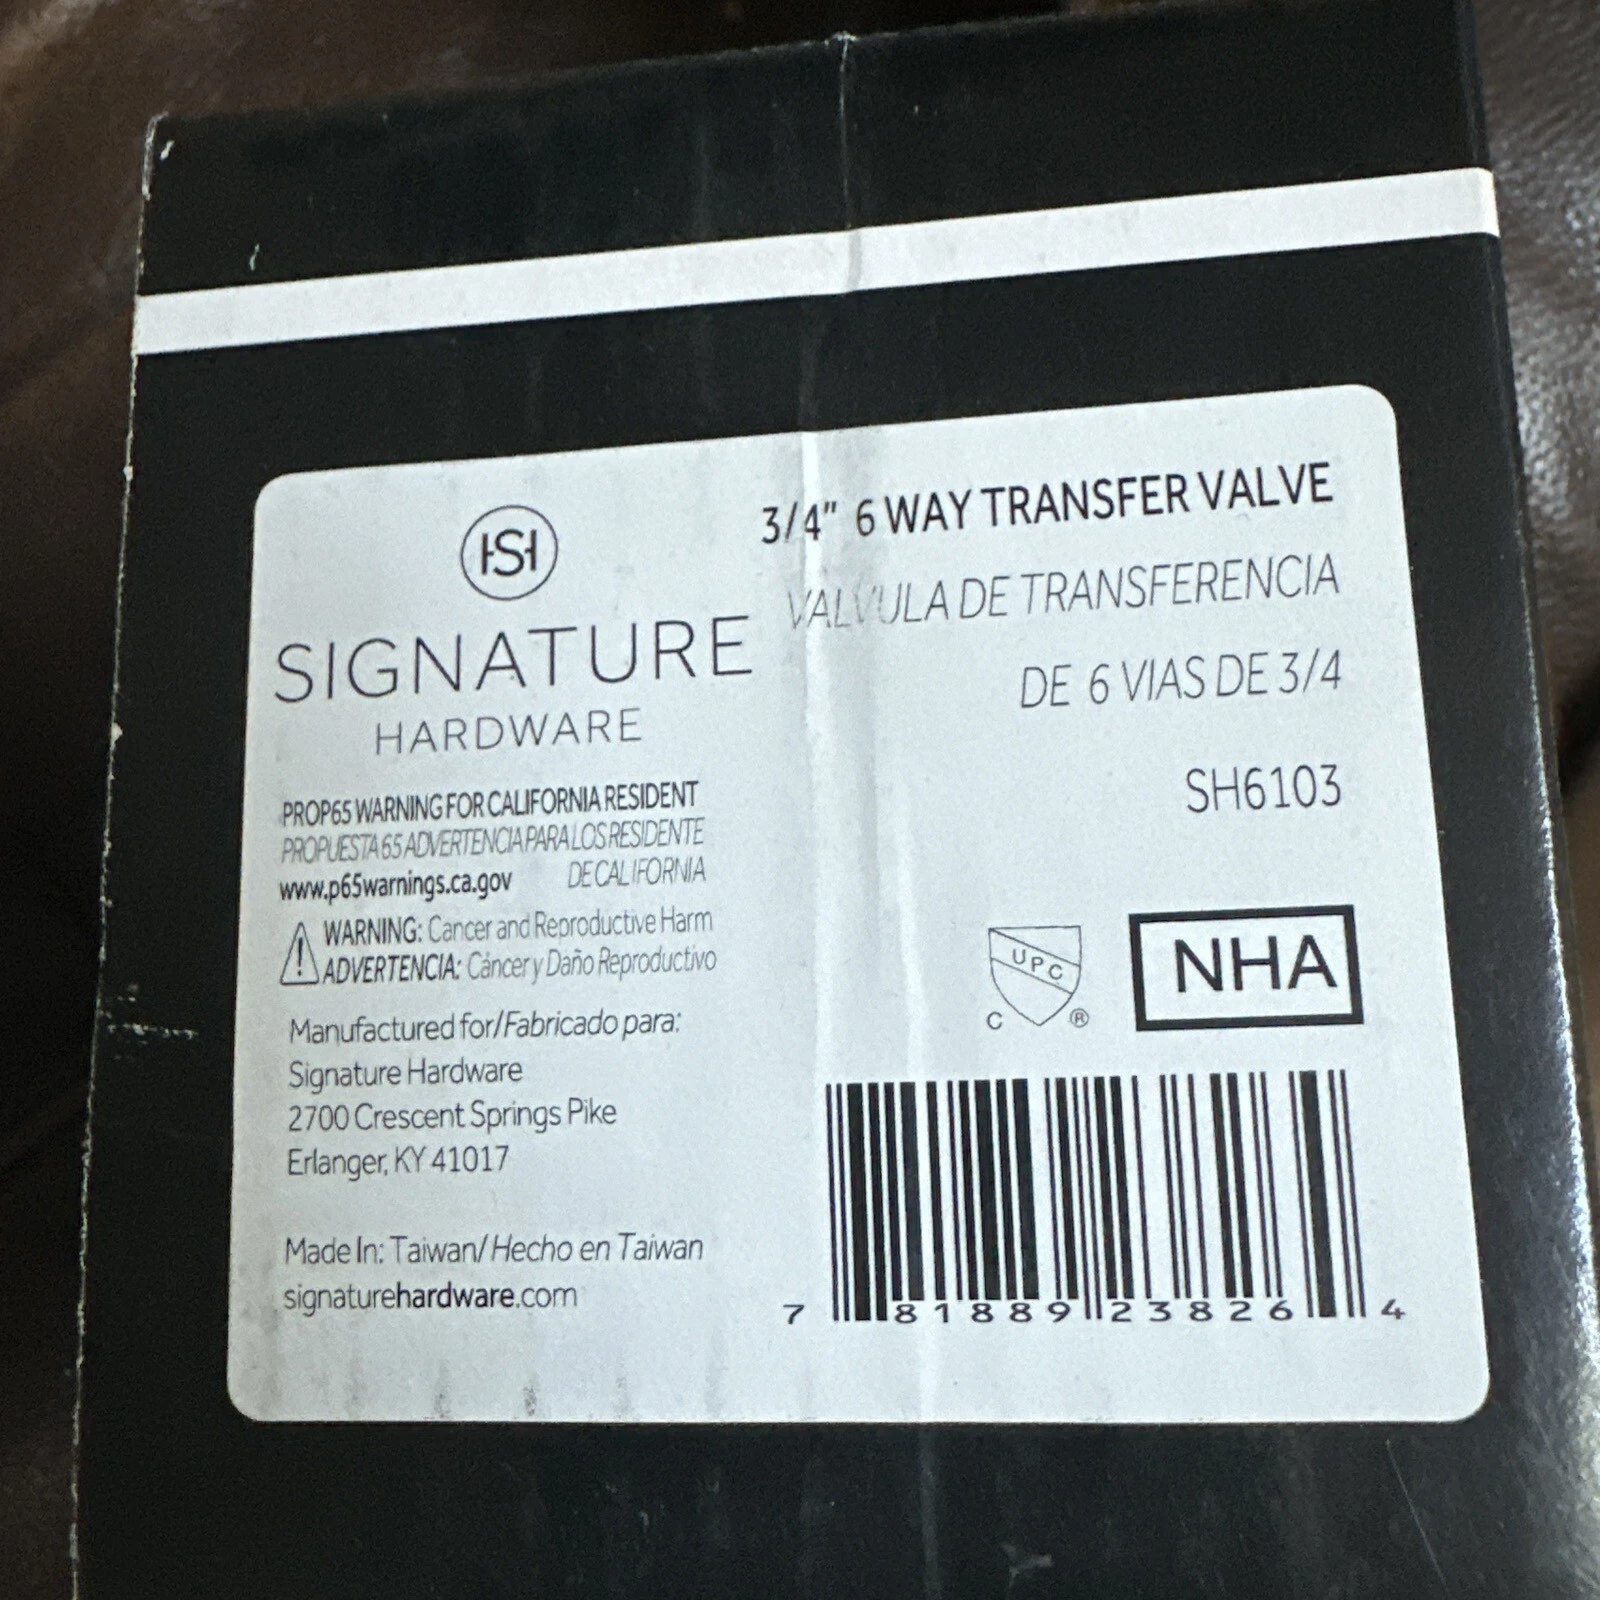 HS
SIGNATURE
HARDWARE
PROP65 WARNING FOR CALIFORNIA RESIDENT
PROPUESTA 65 ADVERTENCIA PARA LOS RESIDENTE
DE CALIFORNIA
www.p65warnings.ca.gov
WARNING: Cancer and Reproductive Harm
ADVERTENCIA: Cáncer y Daño Reproductivo
Manufactured for/Fabricado para:
Signature Hardware
2700 Crescent Springs Pike
Erlanger, KY 41017
Made In: Taiwan/Hecho en Taiwan
signaturehardware.com
3/4" 6 WAY TRANSFER VALVE
VALVULA DE TRANSFERENCIA
DE 6 VIAS DE 3/4
SH6103
UPC
C ®
NHA
7 81889 23826 4